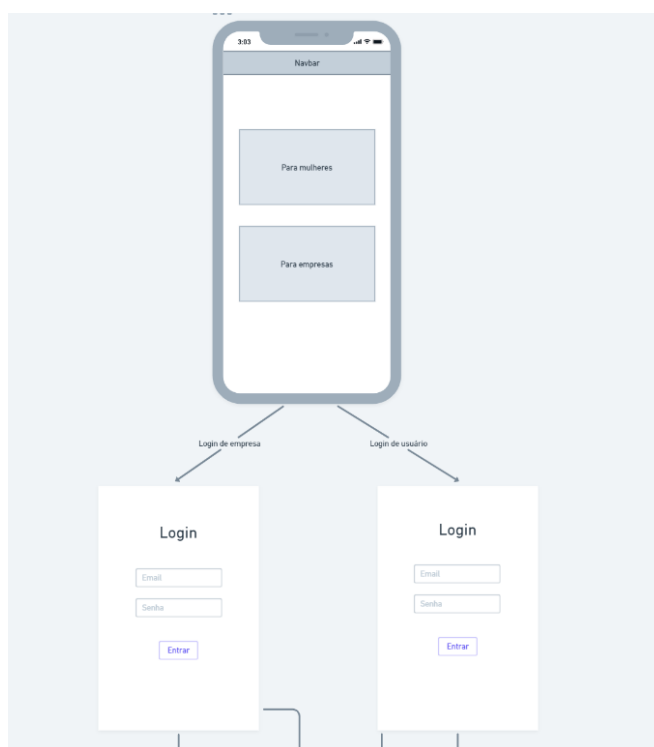 3:03
Navbar
Para mulheres
Para empresas
Login de empresa
Login de usuário
Login
Email
Senha
Entrar
Login
Email
Senha
Entrar